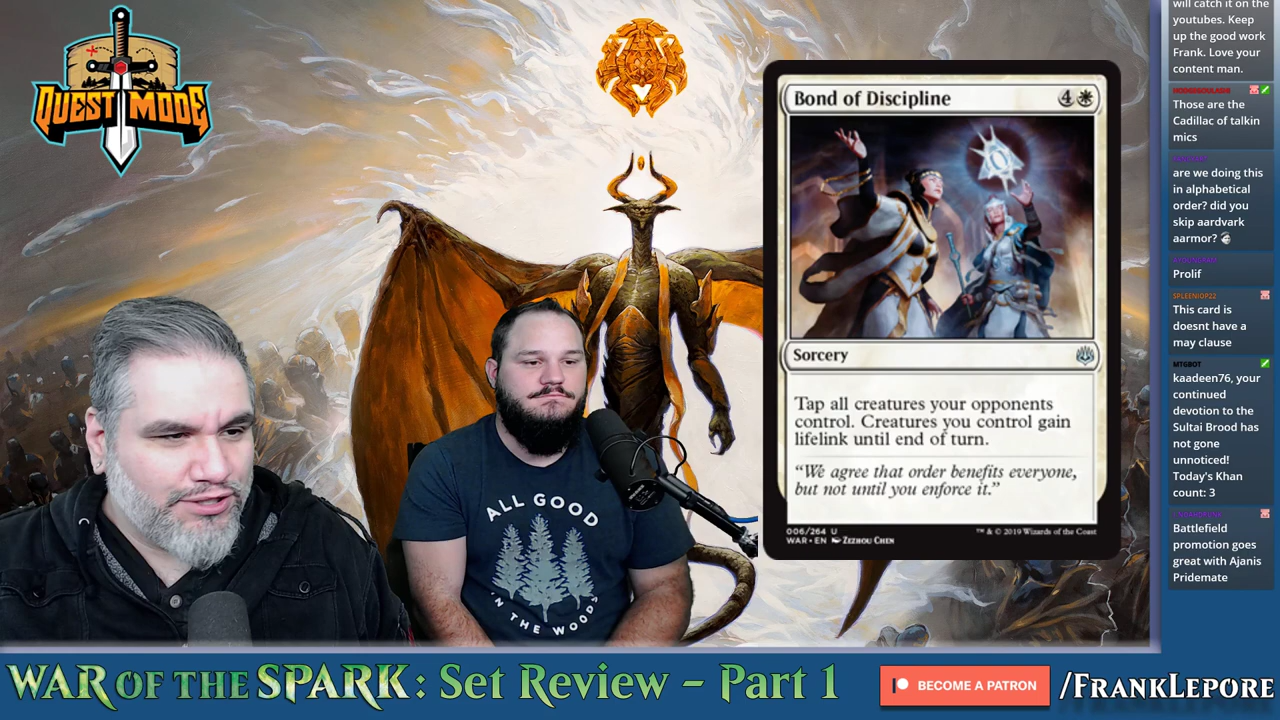 QUEST MODE
Bond of Discipline 4
Sorcery
Tap all creatures your opponents
control. Creatures you control gain
lifelink until end of turn.
“We agree that order benefits everyone,
but not until you enforce it.”
006/264 U
WAR • EN ZEZHOU CHEN
™ & © 2019 Wizards of the Coast
ALL GOOD
'N THE WOODS
will catch it on the
youtubes. Keep
up the good work
Frank. Love your
content man.
Those are the
Cadillac of talkin
mics
are we doing this
in alphabetical
order? did you
skip aardvark
aarmor?
Prolif
SPLEENIOP22
This card is
doesnt have a
may clause
MTGBOT
kaadeen76, your
continued
devotion to the
Sultai Brood has
not gone
unnoticed!
Today's Khan
count: 3
Battlefield
promotion goes
great with Ajanis
Pridemate
WAR OF THE SPARK: Set Review - Part 1
BECOME A PATRON
/FRANKLEPORE